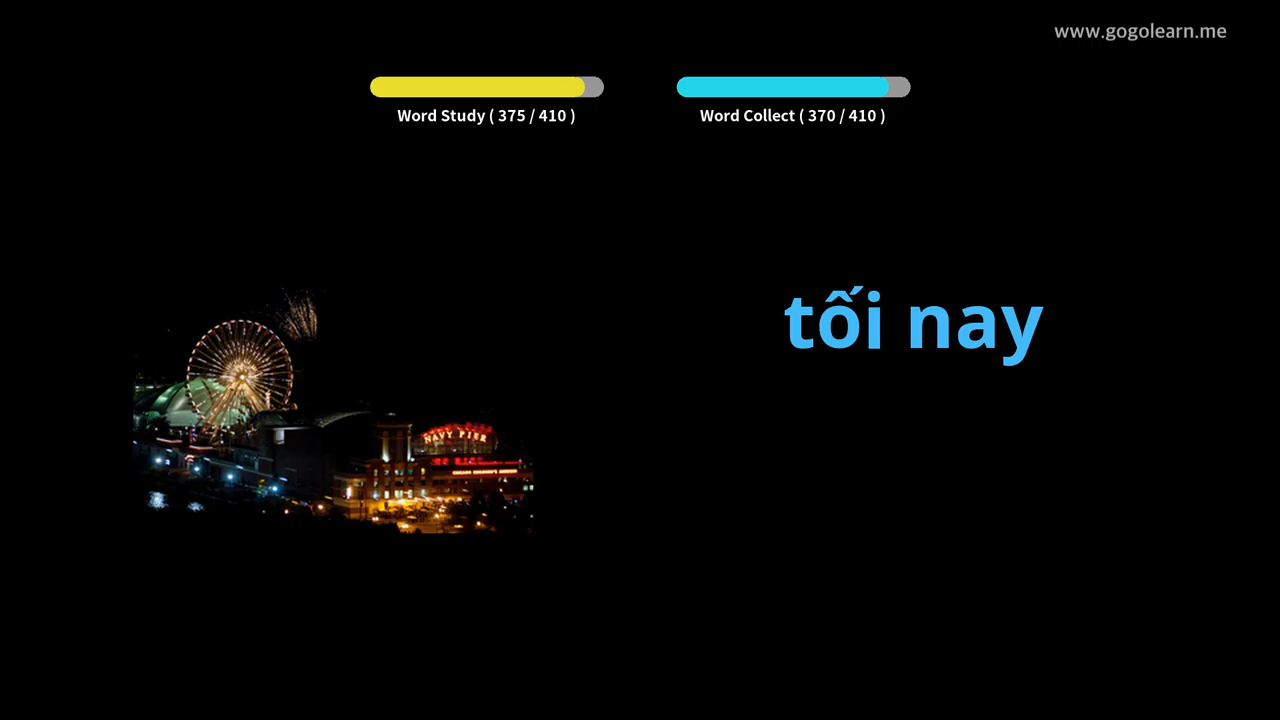 www.gogolearn.me
Word Study ( 375 / 410 )
Word Collect ( 370 / 410 )
tối nay
NAVY PIER